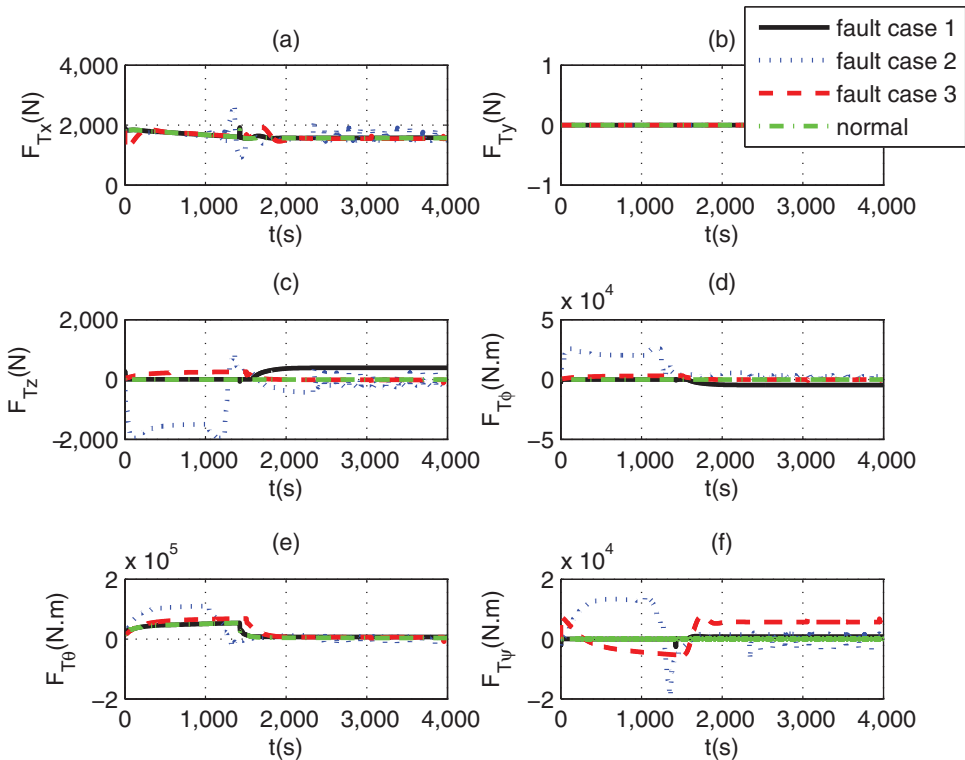 (a)
4,000
2,000
0
F_Tx(N)
0 1,000 2,000 3,000 4,000
t(s)
(b)
1
0
−1
F_Ty(N)
0 1,000 2,000 3,000 4,000
t(s)
fault case 1
fault case 2
fault case 3
normal
(c)
2,000
0
−2,000
F_Tz(N)
0 1,000 2,000 3,000 4,000
t(s)
(d)
x 10^4
5
0
−5
F_Tϕ(N.m)
0 1,000 2,000 3,000 4,000
t(s)
(e)
x 10^5
2
0
−2
F_Tθ(N.m)
0 1,000 2,000 3,000 4,000
t(s)
(f)
x 10^4
2
0
−2
F_Tψ(N.m)
0 1,000 2,000 3,000 4,000
t(s)